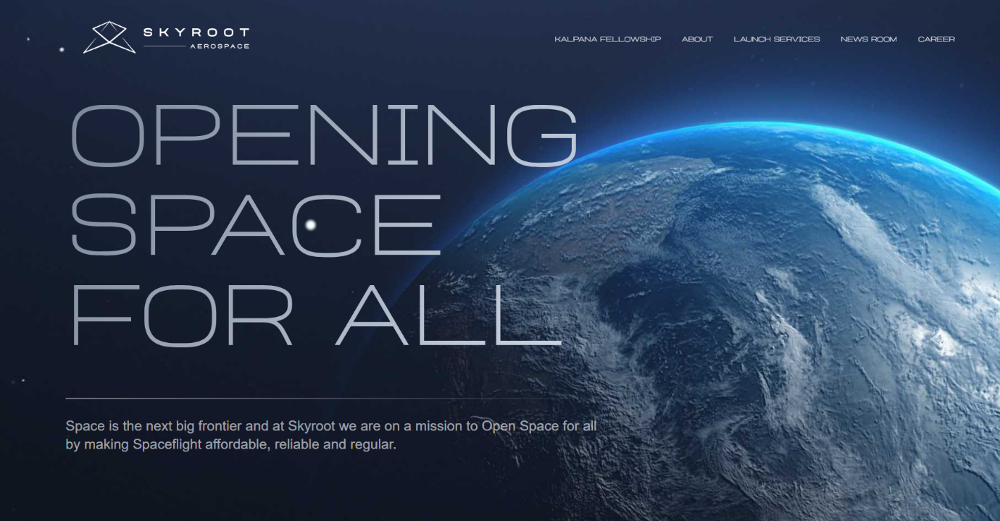 SKYROOT
AEROSPACE
KALPANA FELLOWSHIP ABOUT LAUNCH SERVICES NEWS ROOM CAREER
OPENING
SPACE
FOR ALL
Space is the next big frontier and at Skyroot we are on a mission to Open Space for all
by making Spaceflight affordable, reliable and regular.